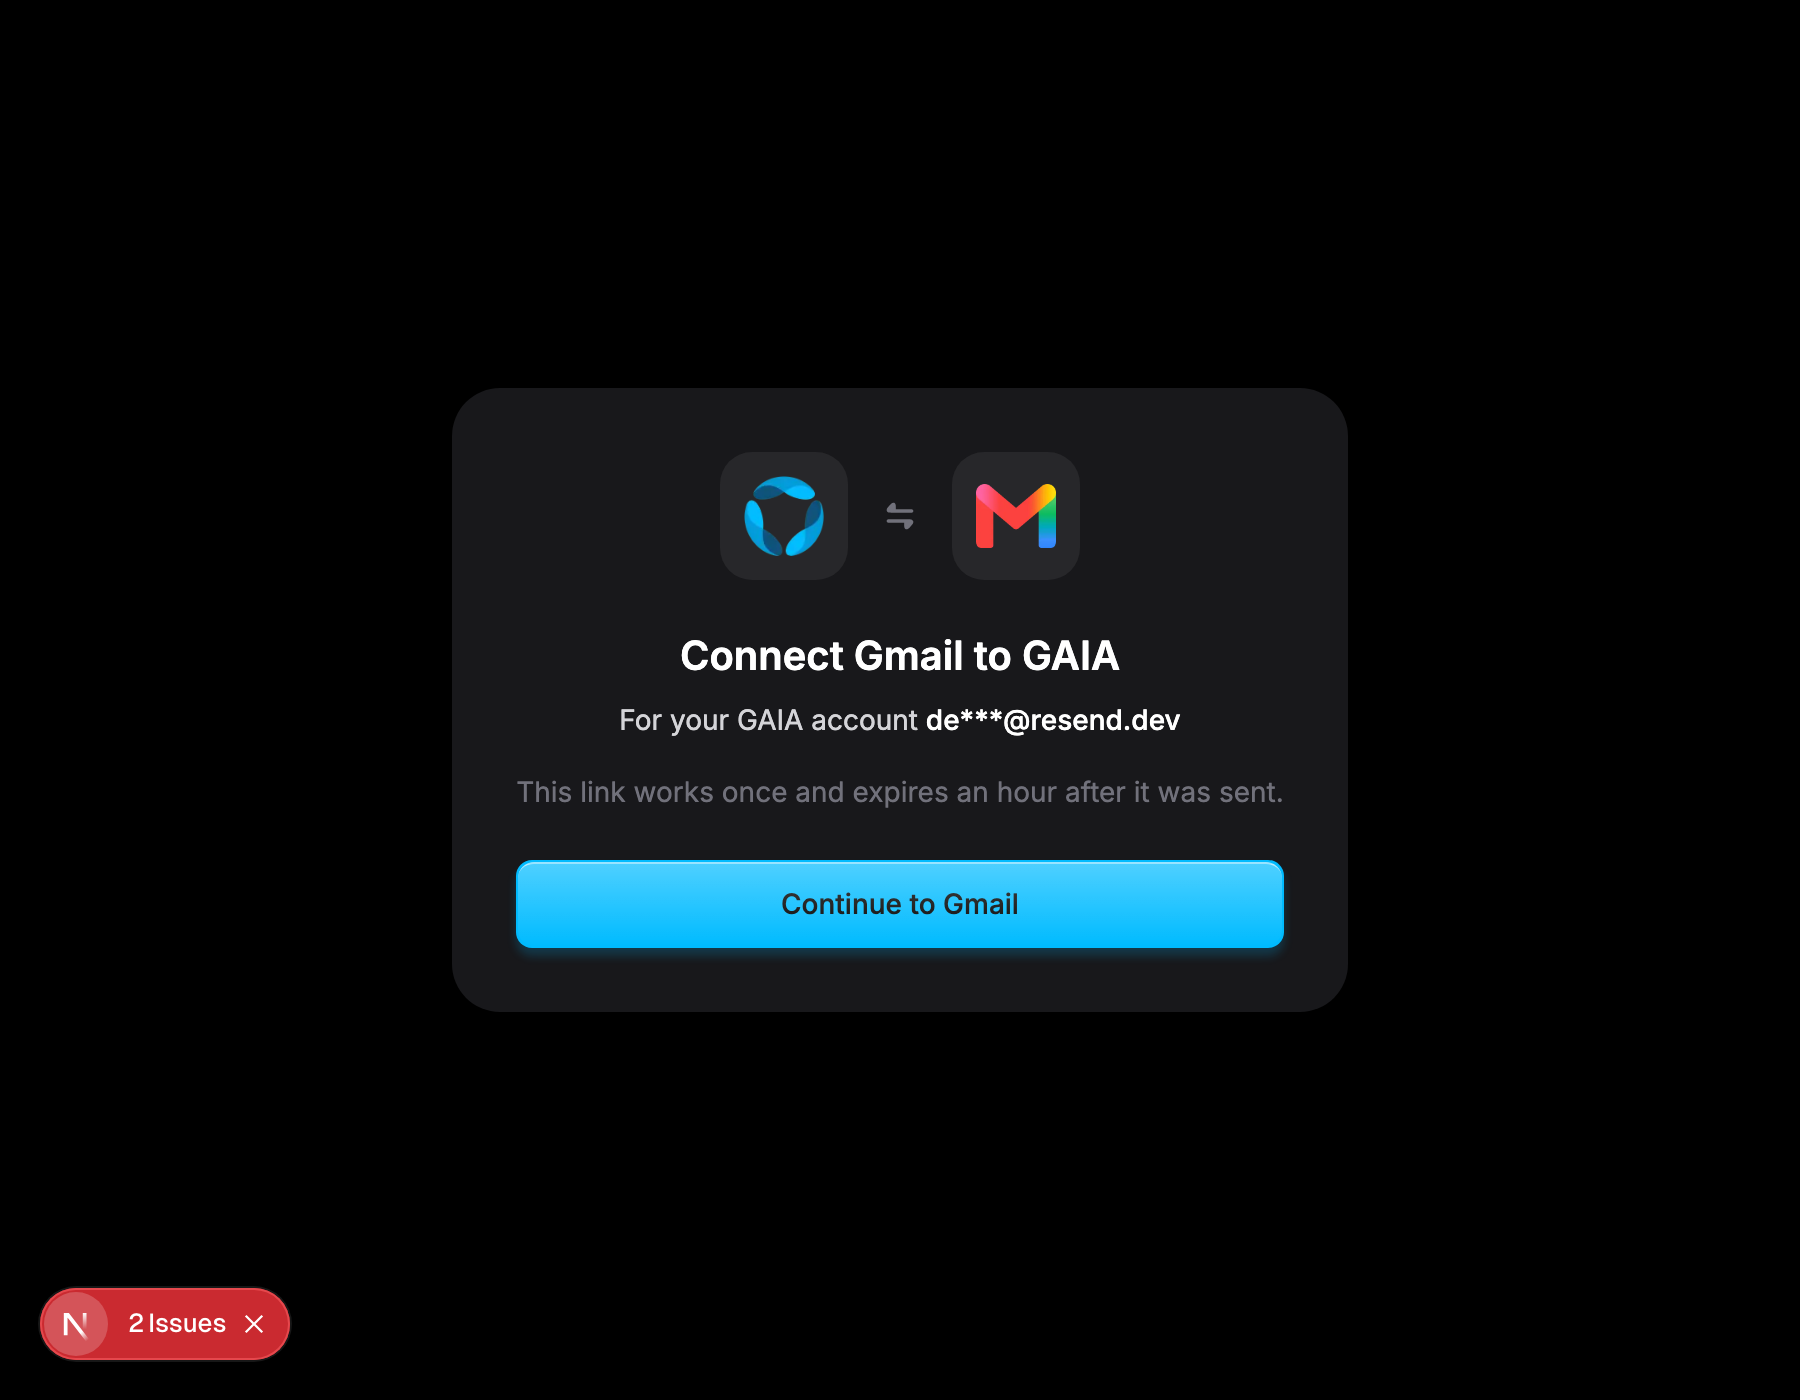 Connect Gmail to GAIA
For your GAIA account de***@resend.dev
This link works once and expires an hour after it was sent.
Continue to Gmail
N 2 Issues